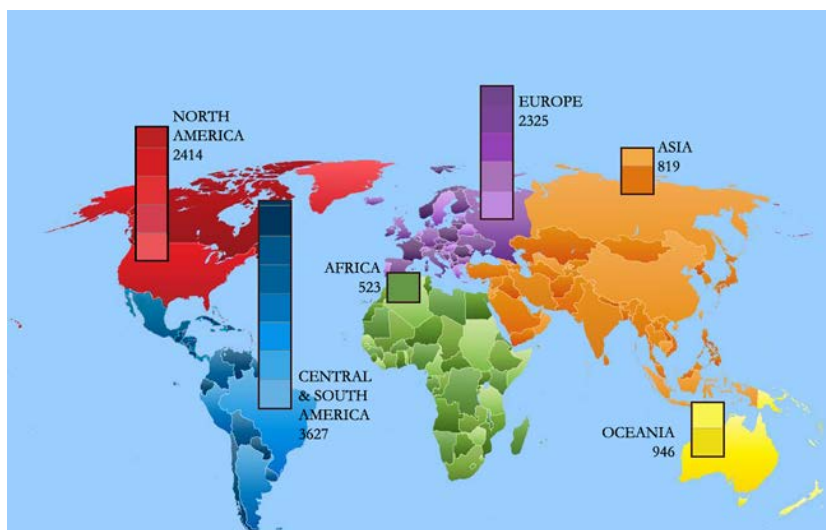 NORTH
AMERICA
2414
EUROPE
2325
ASIA
819
AFRICA
523
CENTRAL
& SOUTH
AMERICA
3627
OCEANIA
946